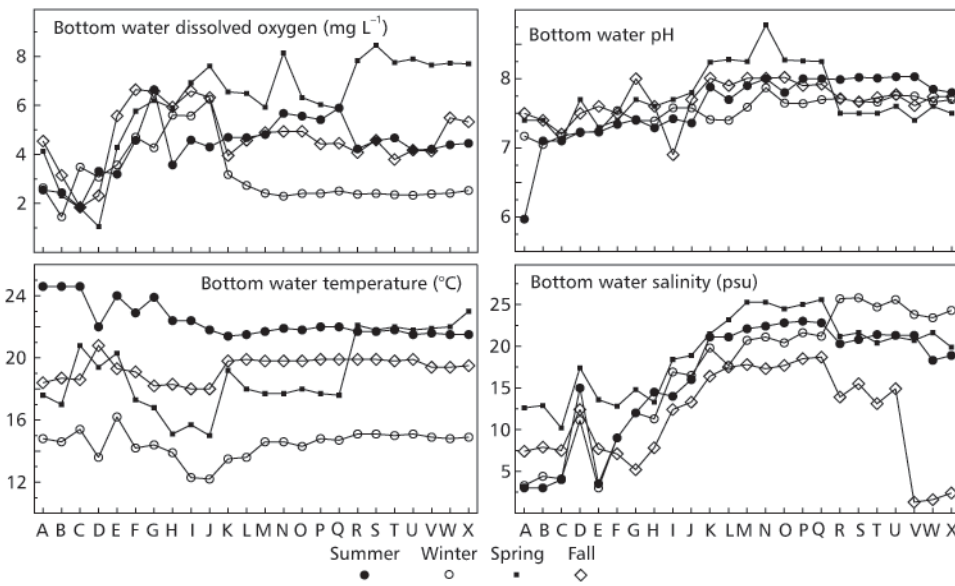 Bottom water dissolved oxygen (mg L⁻¹)
8
6
4
2
Bottom water pH
8
7
6
Bottom water temperature (°C)
24
20
16
12
A B C D E F G H I J K L M N O P Q R S T U V W X
Bottom water salinity (psu)
25
20
15
10
5
0
A B C D E F G H I J K L M N O P Q R S T U V W X
Summer Winter Spring Fall